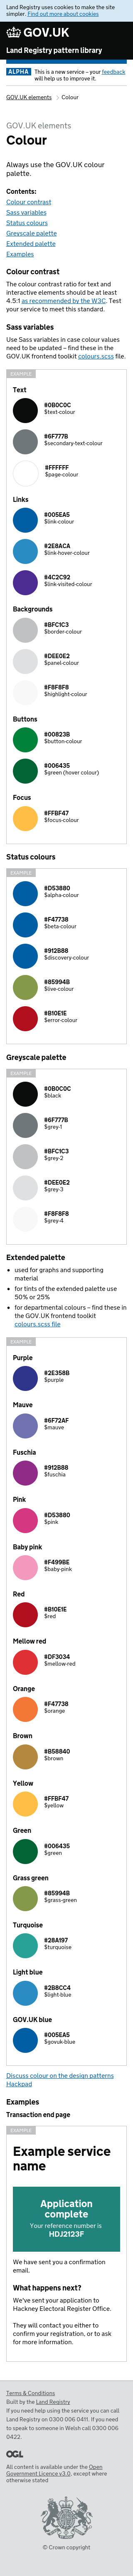 Land Registry uses cookies to make the site
simpler. Find out more about cookies
GOV.UK
Land Registry pattern library
ALPHA
This is a new service – your feedback
will help us to improve it.
GOV.UK elements
Colour
GOV.UK elements
Colour
Always use the GOV.UK colour
palette.
Contents:
Colour contrast
Sass variables
Status colours
Greyscale palette
Extended palette
Examples
Colour contrast
The colour contrast ratio for text and
interactive elements should be at least
4.5:1 as recommended by the W3C. Test
your service to meet this standard.
Sass variables
Use Sass variables in case colour values
need to be updated – find these in the
GOV.UK frontend toolkit colours.scss file.
EXAMPLE
Text
#0B0C0C
$text-colour
#6F777B
$secondary-text-colour
#FFFFFF
$page-colour
Links
#005EA5
$link-colour
#2E8ACA
$link-hover-colour
#4C2C92
$link-visited-colour
Backgrounds
#BFC1C3
$border-colour
#DEE0E2
$panel-colour
#F8F8F8
$highlight-colour
Buttons
#00823B
$button-colour
#006435
$green (hover colour)
Focus
#FFBF47
$focus-colour
Status colours
EXAMPLE
#D53880
$alpha-colour
#F47738
$beta-colour
#912B88
$discovery-colour
#85994B
$live-colour
#B10E1E
$error-colour
Greyscale palette
EXAMPLE
#0B0C0C
$black
#6F777B
$grey-1
#BFC1C3
$grey-2
#DEE0E2
$grey-3
#F8F8F8
$grey-4
Extended palette
used for graphs and supporting
material
for tints of the extended palette use
50% or 25%
for departmental colours – find these in
the GOV.UK frontend toolkit
colours.scss file
EXAMPLE
Purple
#2E358B
$purple
Mauve
#6F72AF
$mauve
Fuschia
#912B88
$fuschia
Pink
#D53880
$pink
Baby pink
#F499BE
$baby-pink
Red
#B10E1E
$red
Mellow red
#DF3034
$mellow-red
Orange
#F47738
$orange
Brown
#B58840
$brown
Yellow
#FFBF47
$yellow
Green
#006435
$green
Grass green
#85994B
$grass-green
Turquoise
#28A197
$turquoise
Light blue
#2B8CC4
$light-blue
GOV.UK blue
#005EA5
$govuk-blue
Discuss colour on the design patterns
Hackpad
Examples
Transaction end page
EXAMPLE
Example service
name
Application
complete
Your reference number is
HDJ2123F
We have sent you a confirmation
email.
What happens next?
We've sent your application to
Hackney Electoral Register Office.
They will contact you either to
confirm your registration, or to ask
for more information.
Terms & Conditions
Built by the Land Registry
If you need help using the service you can call
Land Registry on 0300 006 0411. If you need
to speak to someone in Welsh call 0300 006
0422.
OGL
All content is available under the Open
Government Licence v3.0, except where
otherwise stated
© Crown copyright